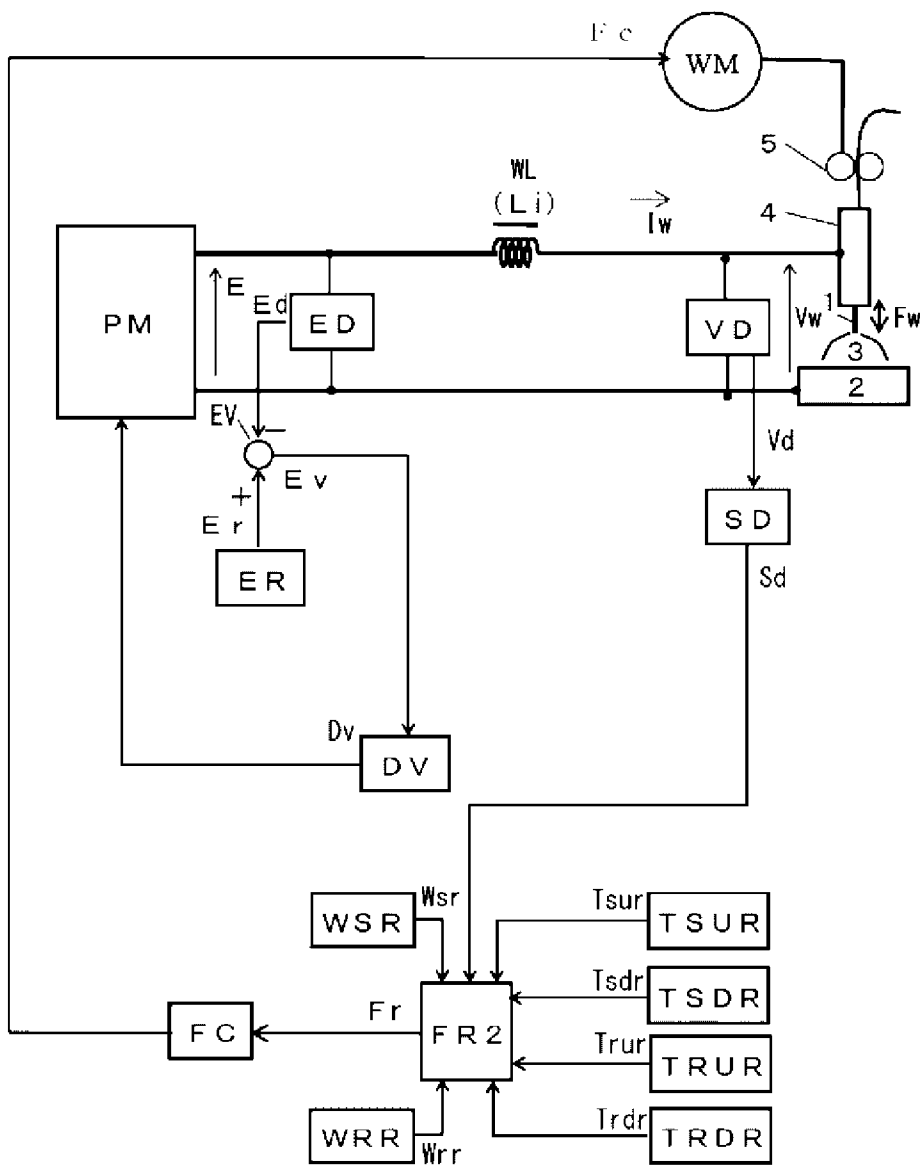 Fc
WM
5
WL
(Li)
Iw
4
E
Ed
PM
ED
VD
Vw
1
Fw
3
2
EV
−
Ev
Vd
+
Er
SD
ER
Sd
Dv
DV
Wsr
Tsur
WSR
TSUR
Tsdr
TSDR
Fr
FC
FR2
Trur
TRUR
Trdr
WRR
Wrr
TRDR